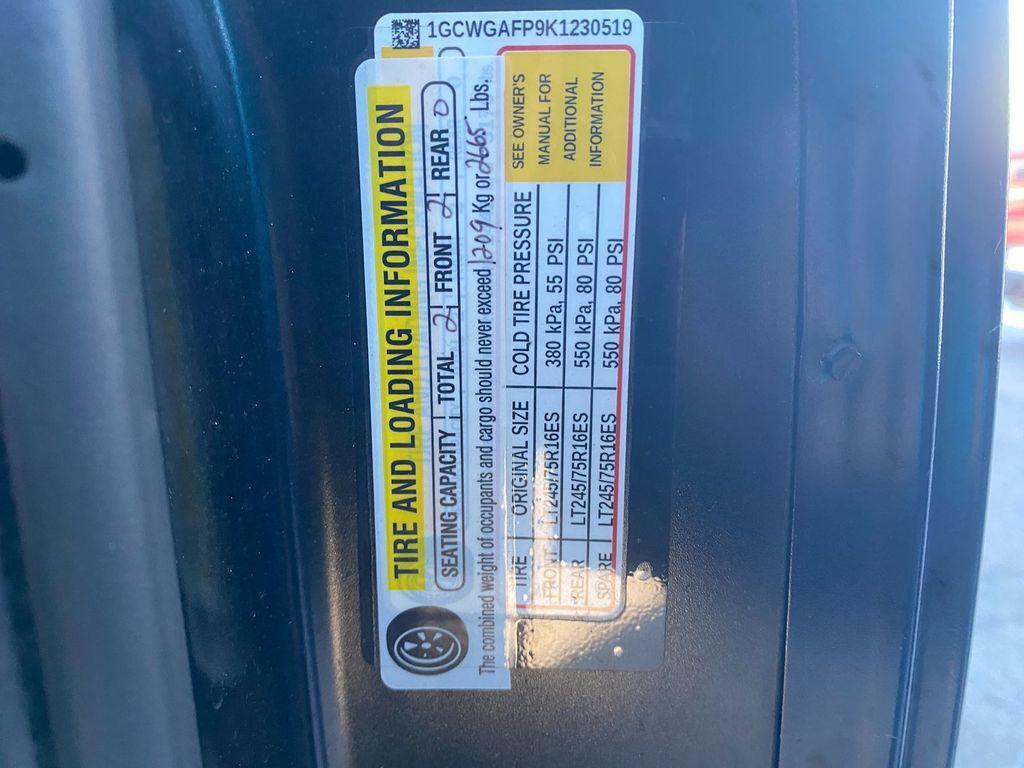 1GCWGAFP9K1230519
TIRE AND LOADING INFORMATION
SEATING CAPACITY TOTAL 2 FRONT 2 REAR 0
The combined weight of occupants and cargo should never exceed 1209 Kg or 2665 Lbs.
TIRE ORIGINAL SIZE COLD TIRE PRESSURE
FRONT LT245/75R16ES 380 kPa, 55 PSI
REAR LT245/75R16ES 550 kPa, 80 PSI
SPARE LT245/75R16ES 550 kPa, 80 PSI
SEE OWNER'S
MANUAL FOR
ADDITIONAL
INFORMATION